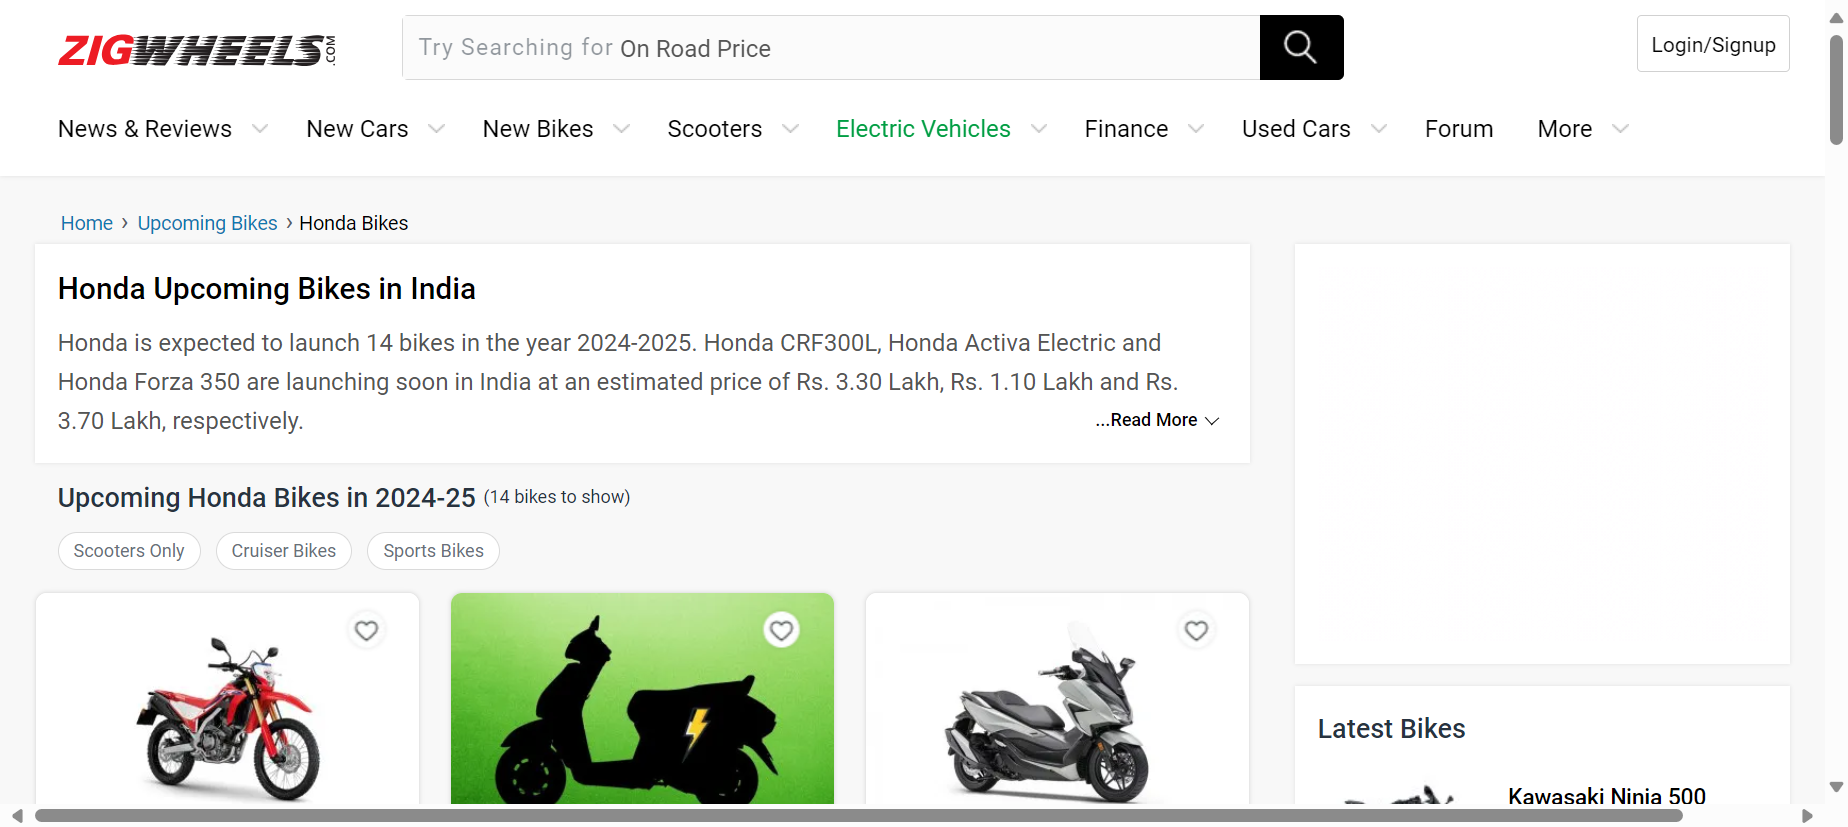 ZIGWHEELS.COM
Try Searching for On Road Price
Login/Signup
News & Reviews
New Cars
New Bikes
Scooters
Electric Vehicles
Finance
Used Cars
Forum
More
Home › Upcoming Bikes › Honda Bikes
Honda Upcoming Bikes in India
Honda is expected to launch 14 bikes in the year 2024-2025. Honda CRF300L, Honda Activa Electric and
Honda Forza 350 are launching soon in India at an estimated price of Rs. 3.30 Lakh, Rs. 1.10 Lakh and Rs.
3.70 Lakh, respectively.
...Read More
Upcoming Honda Bikes in 2024-25 (14 bikes to show)
Scooters Only
Cruiser Bikes
Sports Bikes
Latest Bikes
Kawasaki Ninja 500